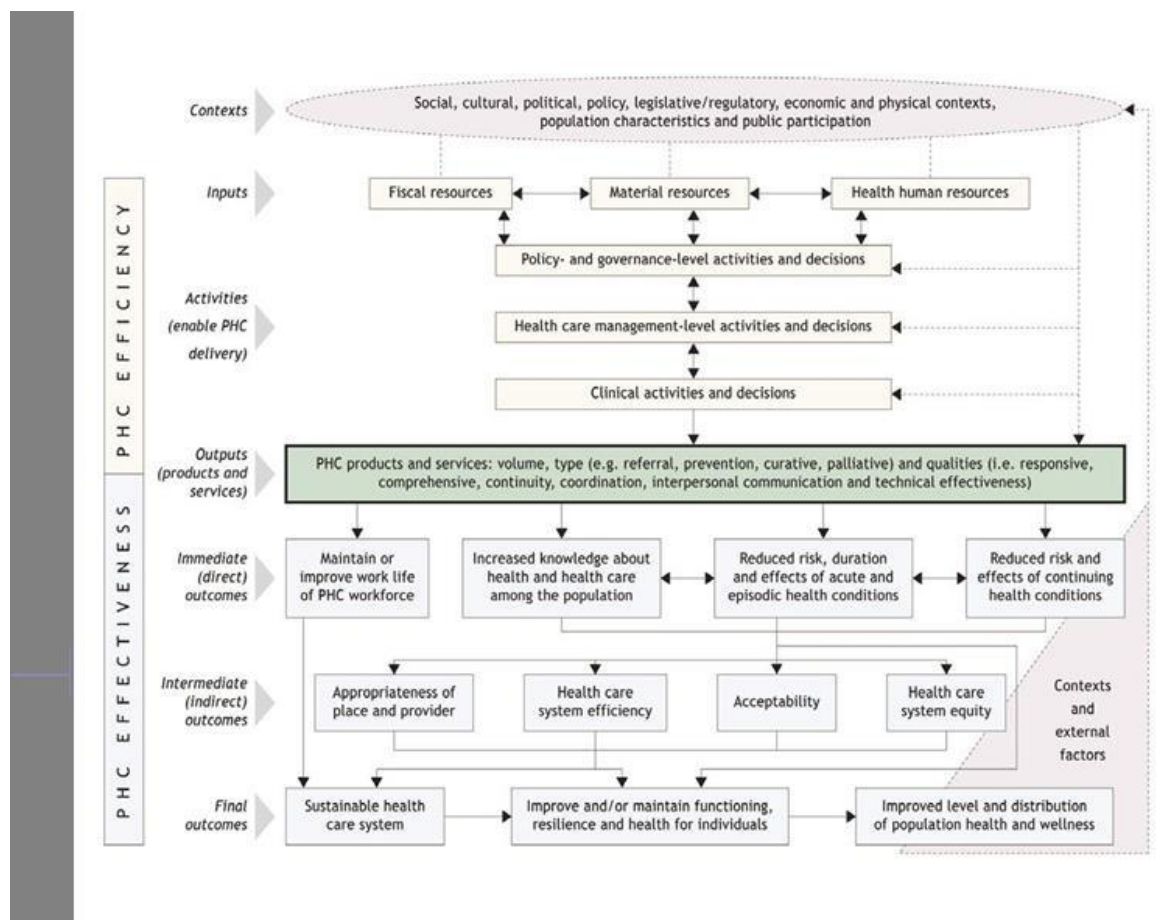 Contexts
Social, cultural, political, policy, legislative/regulatory, economic and physical contexts,
population characteristics and public participation
PHC EFFICIENCY
Inputs
Fiscal resources
Material resources
Health human resources
Activities
(enable PHC
delivery)
Policy- and governance-level activities and decisions
Health care management-level activities and decisions
Clinical activities and decisions
Outputs
(products and
services)
PHC products and services: volume, type (e.g. referral, prevention, curative, palliative) and qualities (i.e. responsive,
comprehensive, continuity, coordination, interpersonal communication and technical effectiveness)
PHC EFFECTIVENESS
Immediate
(direct)
outcomes
Maintain or
improve work life
of PHC workforce
Increased knowledge about
health and health care
among the population
Reduced risk, duration
and effects of acute and
episodic health conditions
Reduced risk and
effects of continuing
health conditions
Intermediate
(indirect)
outcomes
Appropriateness of
place and provider
Health care
system efficiency
Acceptability
Health care
system equity
Contexts
and
external
factors
Final
outcomes
Sustainable health
care system
Improve and/or maintain functioning,
resilience and health for individuals
Improved level and distribution
of population health and wellness